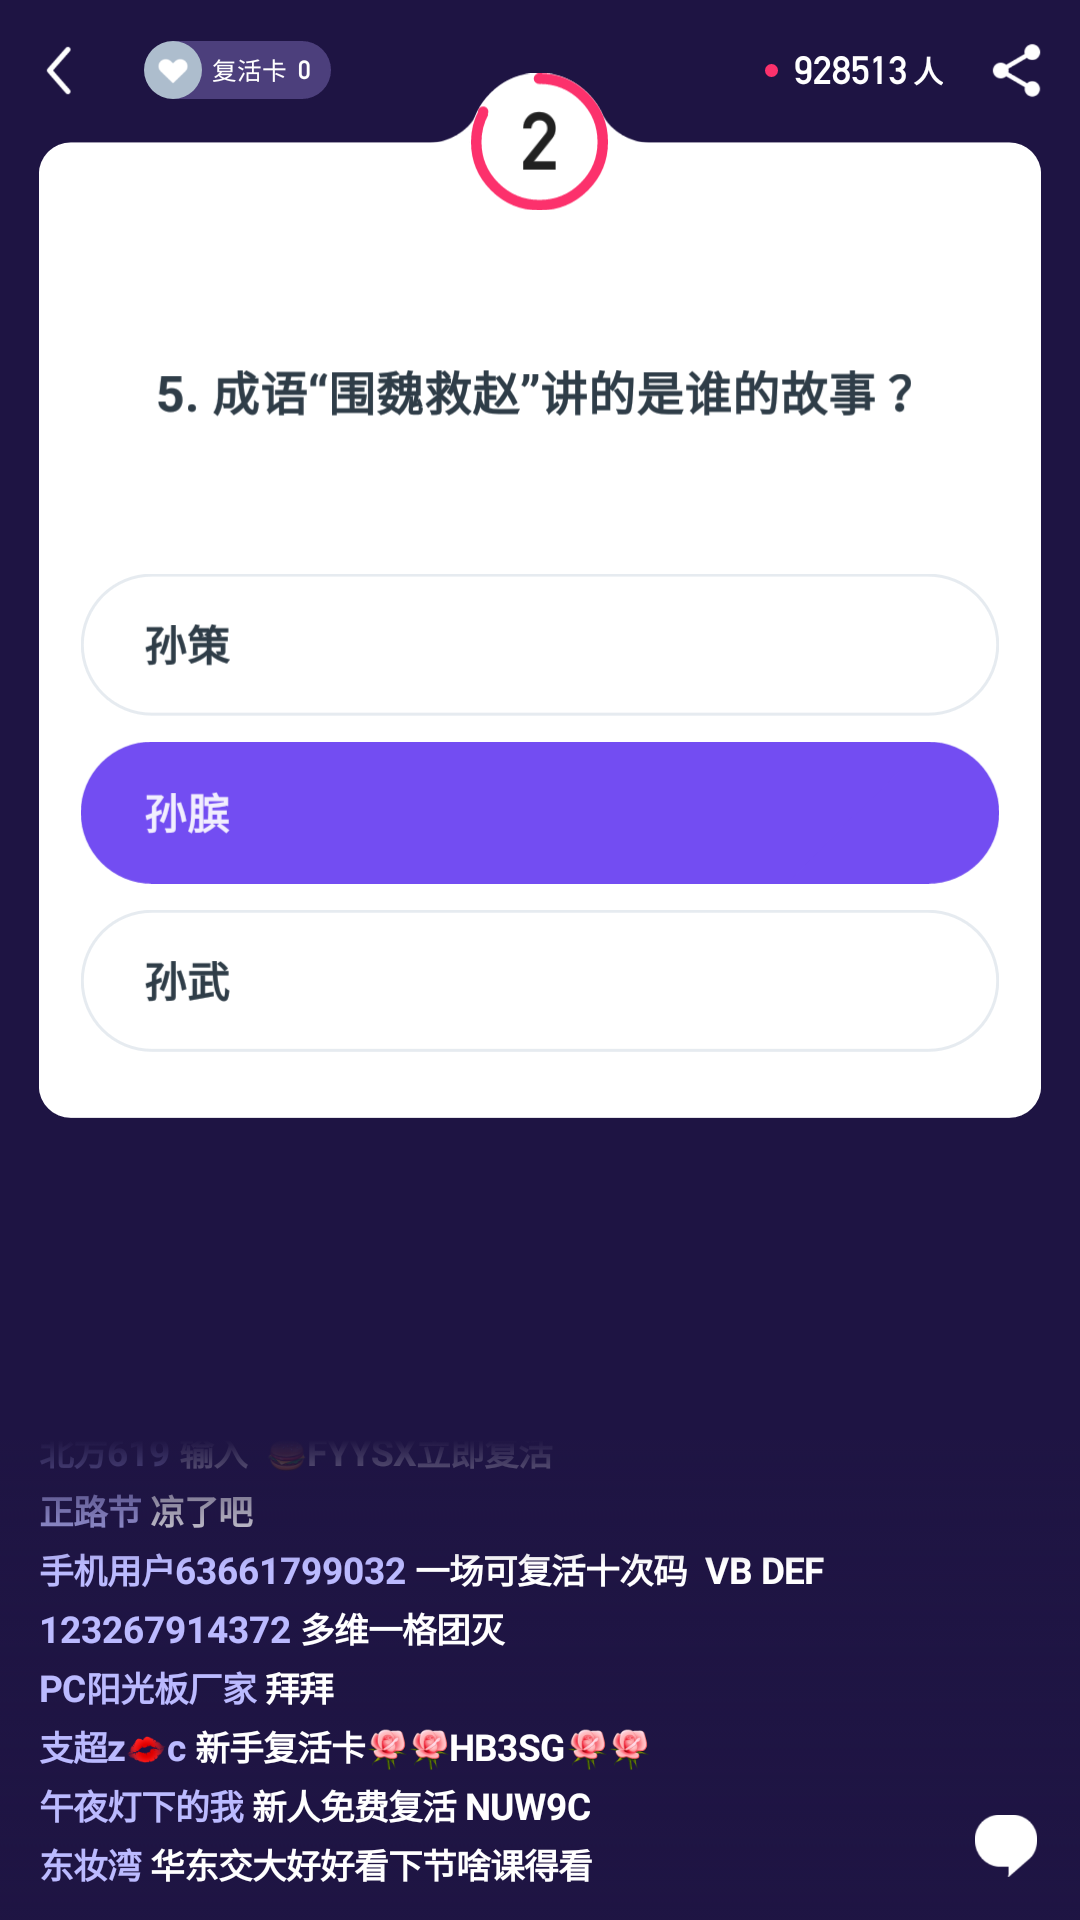 复活卡 0
928513 人
2
5. 成语“围魏救赵”讲的是谁的故事？
孙策
孙膑
孙武
北方619 输入 FYYSX立即复活
正路节 凉了吧
手机用户63661799032 一场可复活十次码 VB DEF
123267914372 多维一格团灭
PC阳光板厂家 拜拜
支超z💋c 新手复活卡🌹🌹HB3SG🌹🌹
午夜灯下的我 新人免费复活 NUW9C
东妆湾 华东交大好好看下节啥课得看